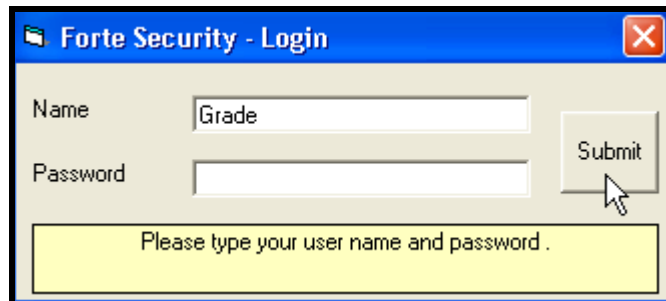 Forte Security - Login
Name
Grade
Submit
Password
Please type your user name and password .